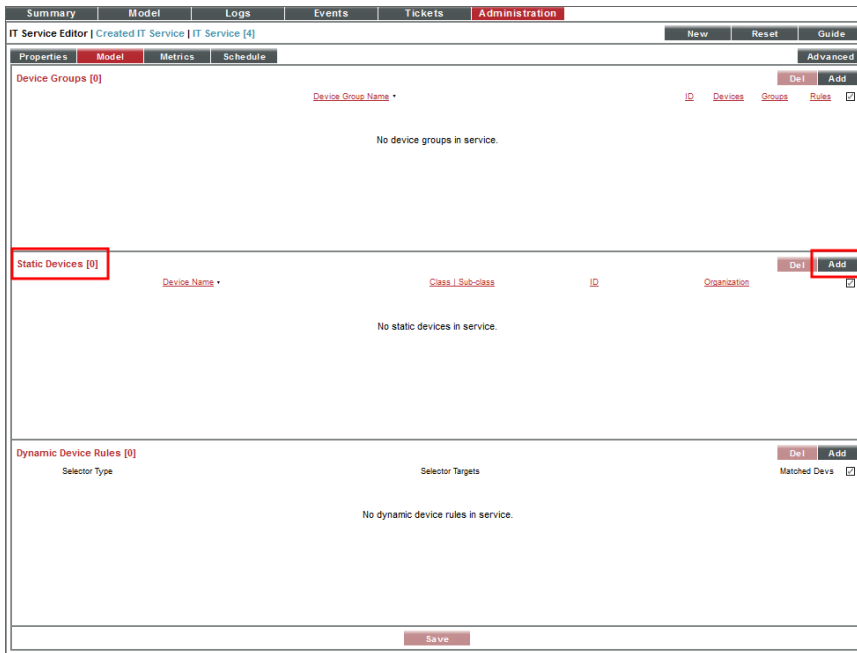 Summary Model Logs Events Tickets Administration
IT Service Editor | Created IT Service | IT Service [4] New Reset Guide
Properties Model Metrics Schedule Advanced
Device Groups [0] Del Add
Device Group Name ID Devices Groups Rules
No device groups in service.
Static Devices [0] Del Add
Device Name Class | Sub-class ID Organization
No static devices in service.
Dynamic Device Rules [0] Del Add
Selector Type Selector Targets Matched Devs
No dynamic device rules in service.
Save